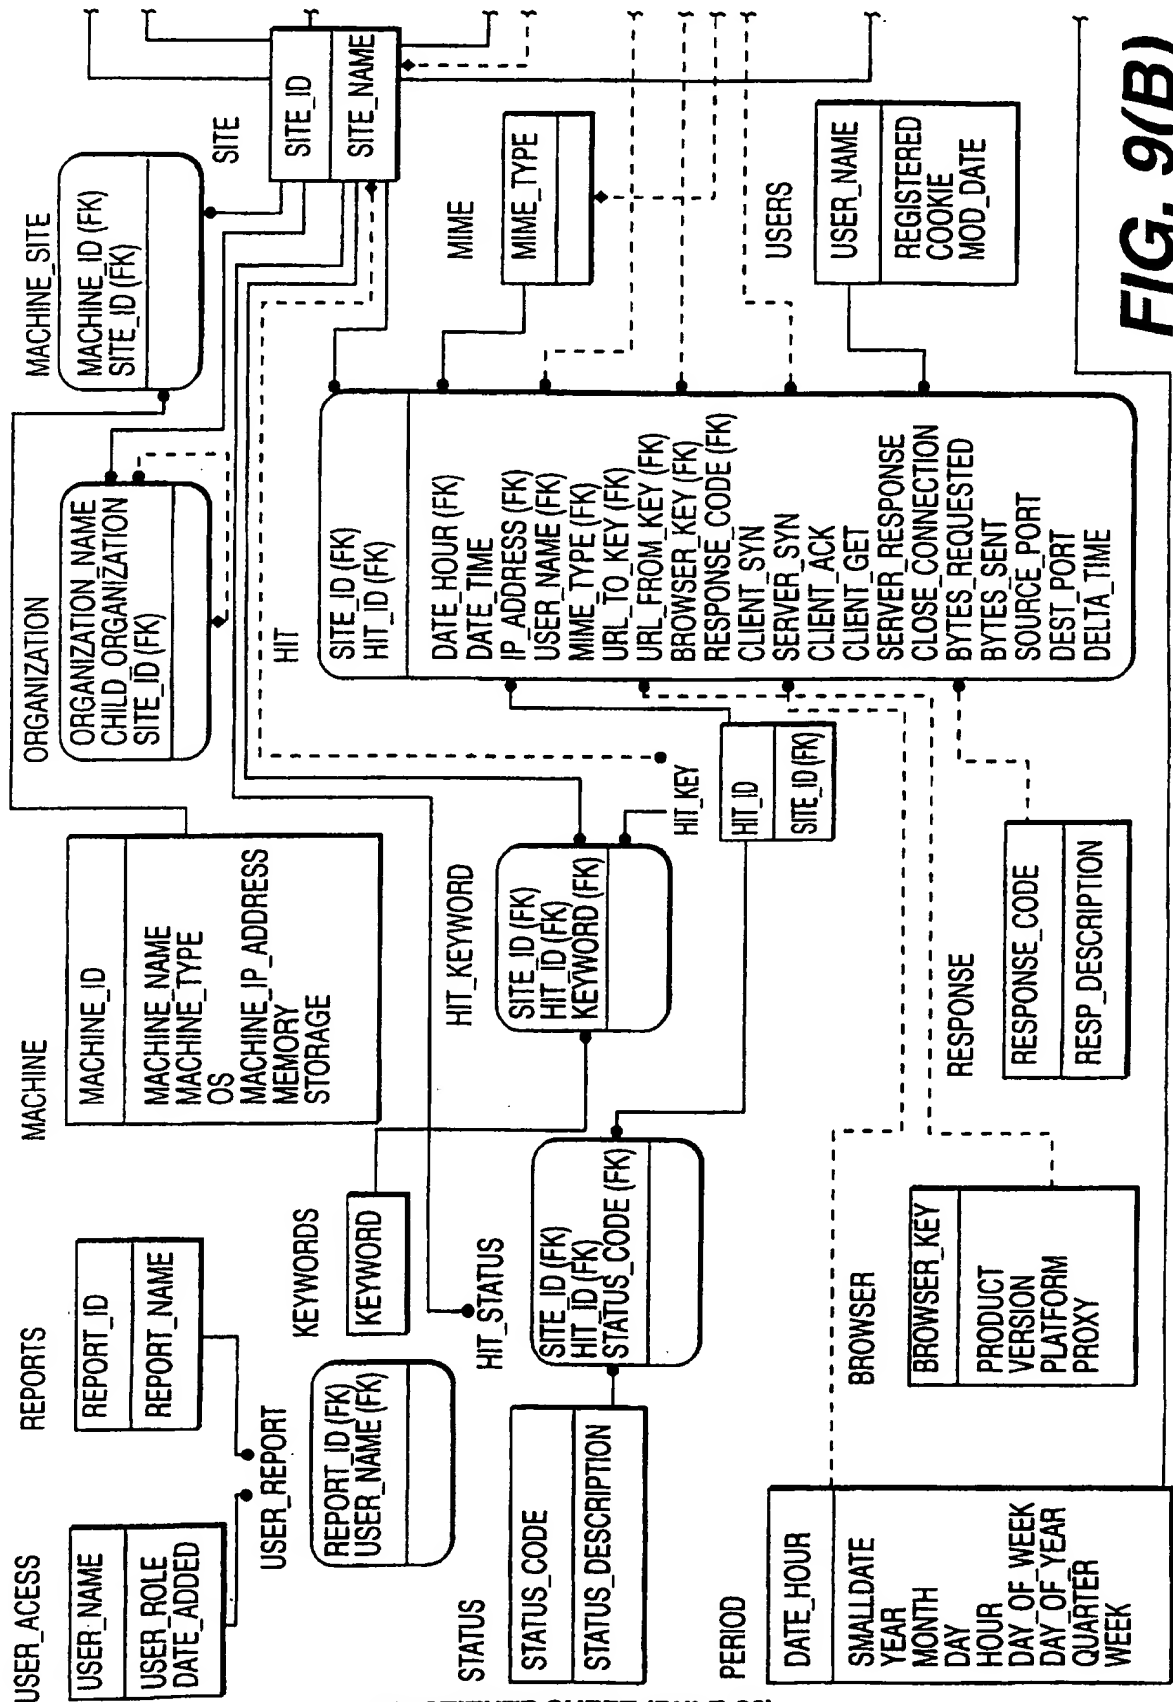 USER_ACESS
USER_NAME
USER_ROLE
DATE_ADDED
REPORTS
REPORT_ID
REPORT_NAME
USER_REPORT
REPORT_ID (FK)
USER_NAME (FK)
MACHINE
MACHINE_ID
MACHINE_NAME
MACHINE_TYPE
OS
MACHINE_IP_ADDRESS
MEMORY
STORAGE
ORGANIZATION
ORGANIZATION_NAME
CHILD_ORGANIZATION
SITE_ID (FK)
MACHINE_SITE
MACHINE_ID (FK)
SITE_ID (FK)
SITE
SITE_ID
SITE_NAME
KEYWORDS
KEYWORD
HIT_KEYWORD
SITE_ID (FK)
HIT_ID (FK)
KEYWORD (FK)
HIT_STATUS
SITE_ID (FK)
HIT_ID (FK)
STATUS_CODE (FK)
STATUS
STATUS_CODE
STATUS_DESCRIPTION
HIT_KEY
HIT_ID
SITE_ID (FK)
HIT
SITE_ID (FK)
HIT_ID (FK)
DATE_HOUR (FK)
DATE_TIME
IP_ADDRESS (FK)
USER_NAME (FK)
MIME_TYPE (FK)
URL_TO_KEY (FK)
URL_FROM_KEY (FK)
BROWSER_KEY (FK)
RESPONSE_CODE (FK)
CLIENT_SYN
SERVER_SYN
CLIENT_ACK
CLIENT_GET
SERVER_RESPONSE
CLOSE_CONNECTION
BYTES_REQUESTED
BYTES_SENT
SOURCE_PORT
DEST_PORT
DELTA_TIME
MIME
MIME_TYPE
USERS
USER_NAME
REGISTERED
COOKIE
MOD_DATE
PERIOD
DATE_HOUR
SMALLDATE
YEAR
MONTH
DAY
HOUR
DAY_OF_WEEK
DAY_OF_YEAR
QUARTER
WEEK
BROWSER
BROWSER_KEY
PRODUCT
VERSION
PLATFORM
PROXY
RESPONSE
RESPONSE_CODE
RESP_DESCRIPTION
FIG. 9(B)